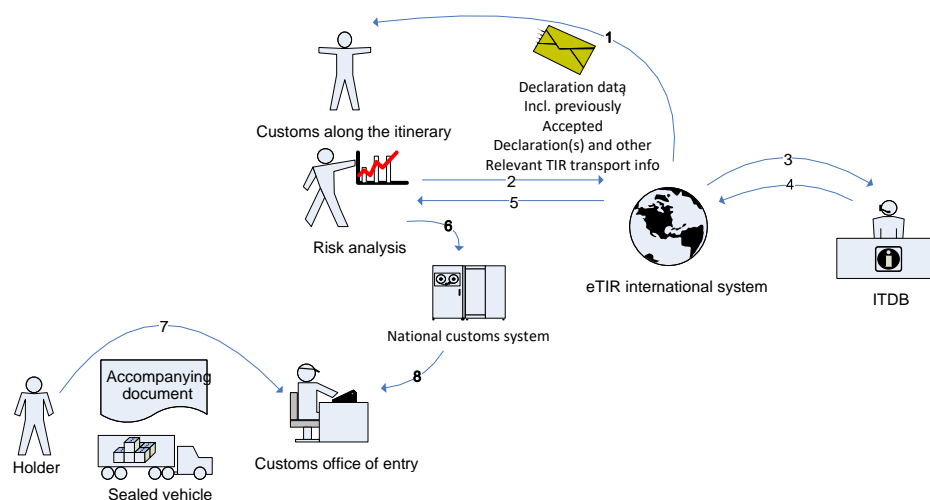 1
Declaration data,
Incl. previously
Accepted
Declaration(s) and other
Relevant TIR transport info
Customs along the itinerary
2
3
4
5
Risk analysis
6
eTIR international system
ITDB
National customs system
7
Accompanying
document
8
Holder
Sealed vehicle
Customs office of entry